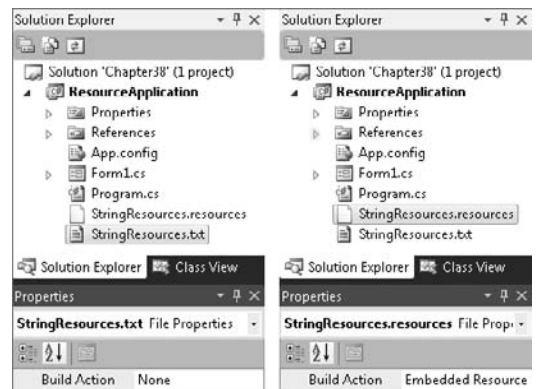 Solution Explorer
Solution 'Chapter38' (1 project)
ResourceApplication
Properties
References
App.config
Form1.cs
Program.cs
StringResources.resources
StringResources.txt
Solution Explorer Class View
Properties
StringResources.txt File Properties
Build Action None
Solution Explorer
Solution 'Chapter38' (1 project)
ResourceApplication
Properties
References
App.config
Form1.cs
Program.cs
StringResources.resources
StringResources.txt
Solution Explorer Class View
Properties
StringResources.resources File Prop
Build Action Embedded Resource